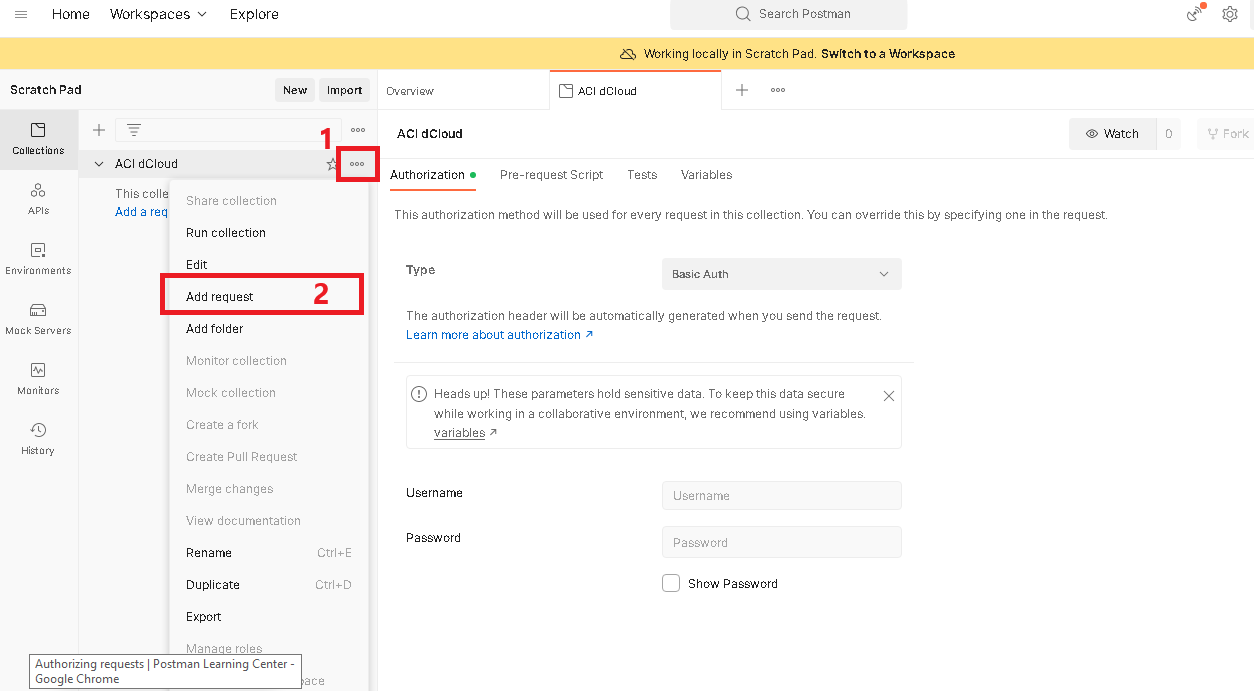 Home Workspaces Explore Search Postman
Working locally in Scratch Pad. Switch to a Workspace
Scratch Pad New Import
Overview ACI dCloud
Collections
APIs
Environments
Mock Servers
Monitors
History
1
ACI dCloud
This colle
Add a req
Share collection
Run collection
Edit
Add request 2
Add folder
Monitor collection
Mock collection
Create a fork
Create Pull Request
Merge changes
View documentation
Rename Ctrl+E
Duplicate Ctrl+D
Export
Manage roles
pace
Authorizing requests | Postman Learning Center -
Google Chrome
ACI dCloud Watch 0 Fork
Authorization Pre-request Script Tests Variables
This authorization method will be used for every request in this collection. You can override this by specifying one in the request.
Type Basic Auth
The authorization header will be automatically generated when you send the request.
Learn more about authorization ↗
Heads up! These parameters hold sensitive data. To keep this data secure
while working in a collaborative environment, we recommend using variables.
variables ↗
Username Username
Password Password
Show Password